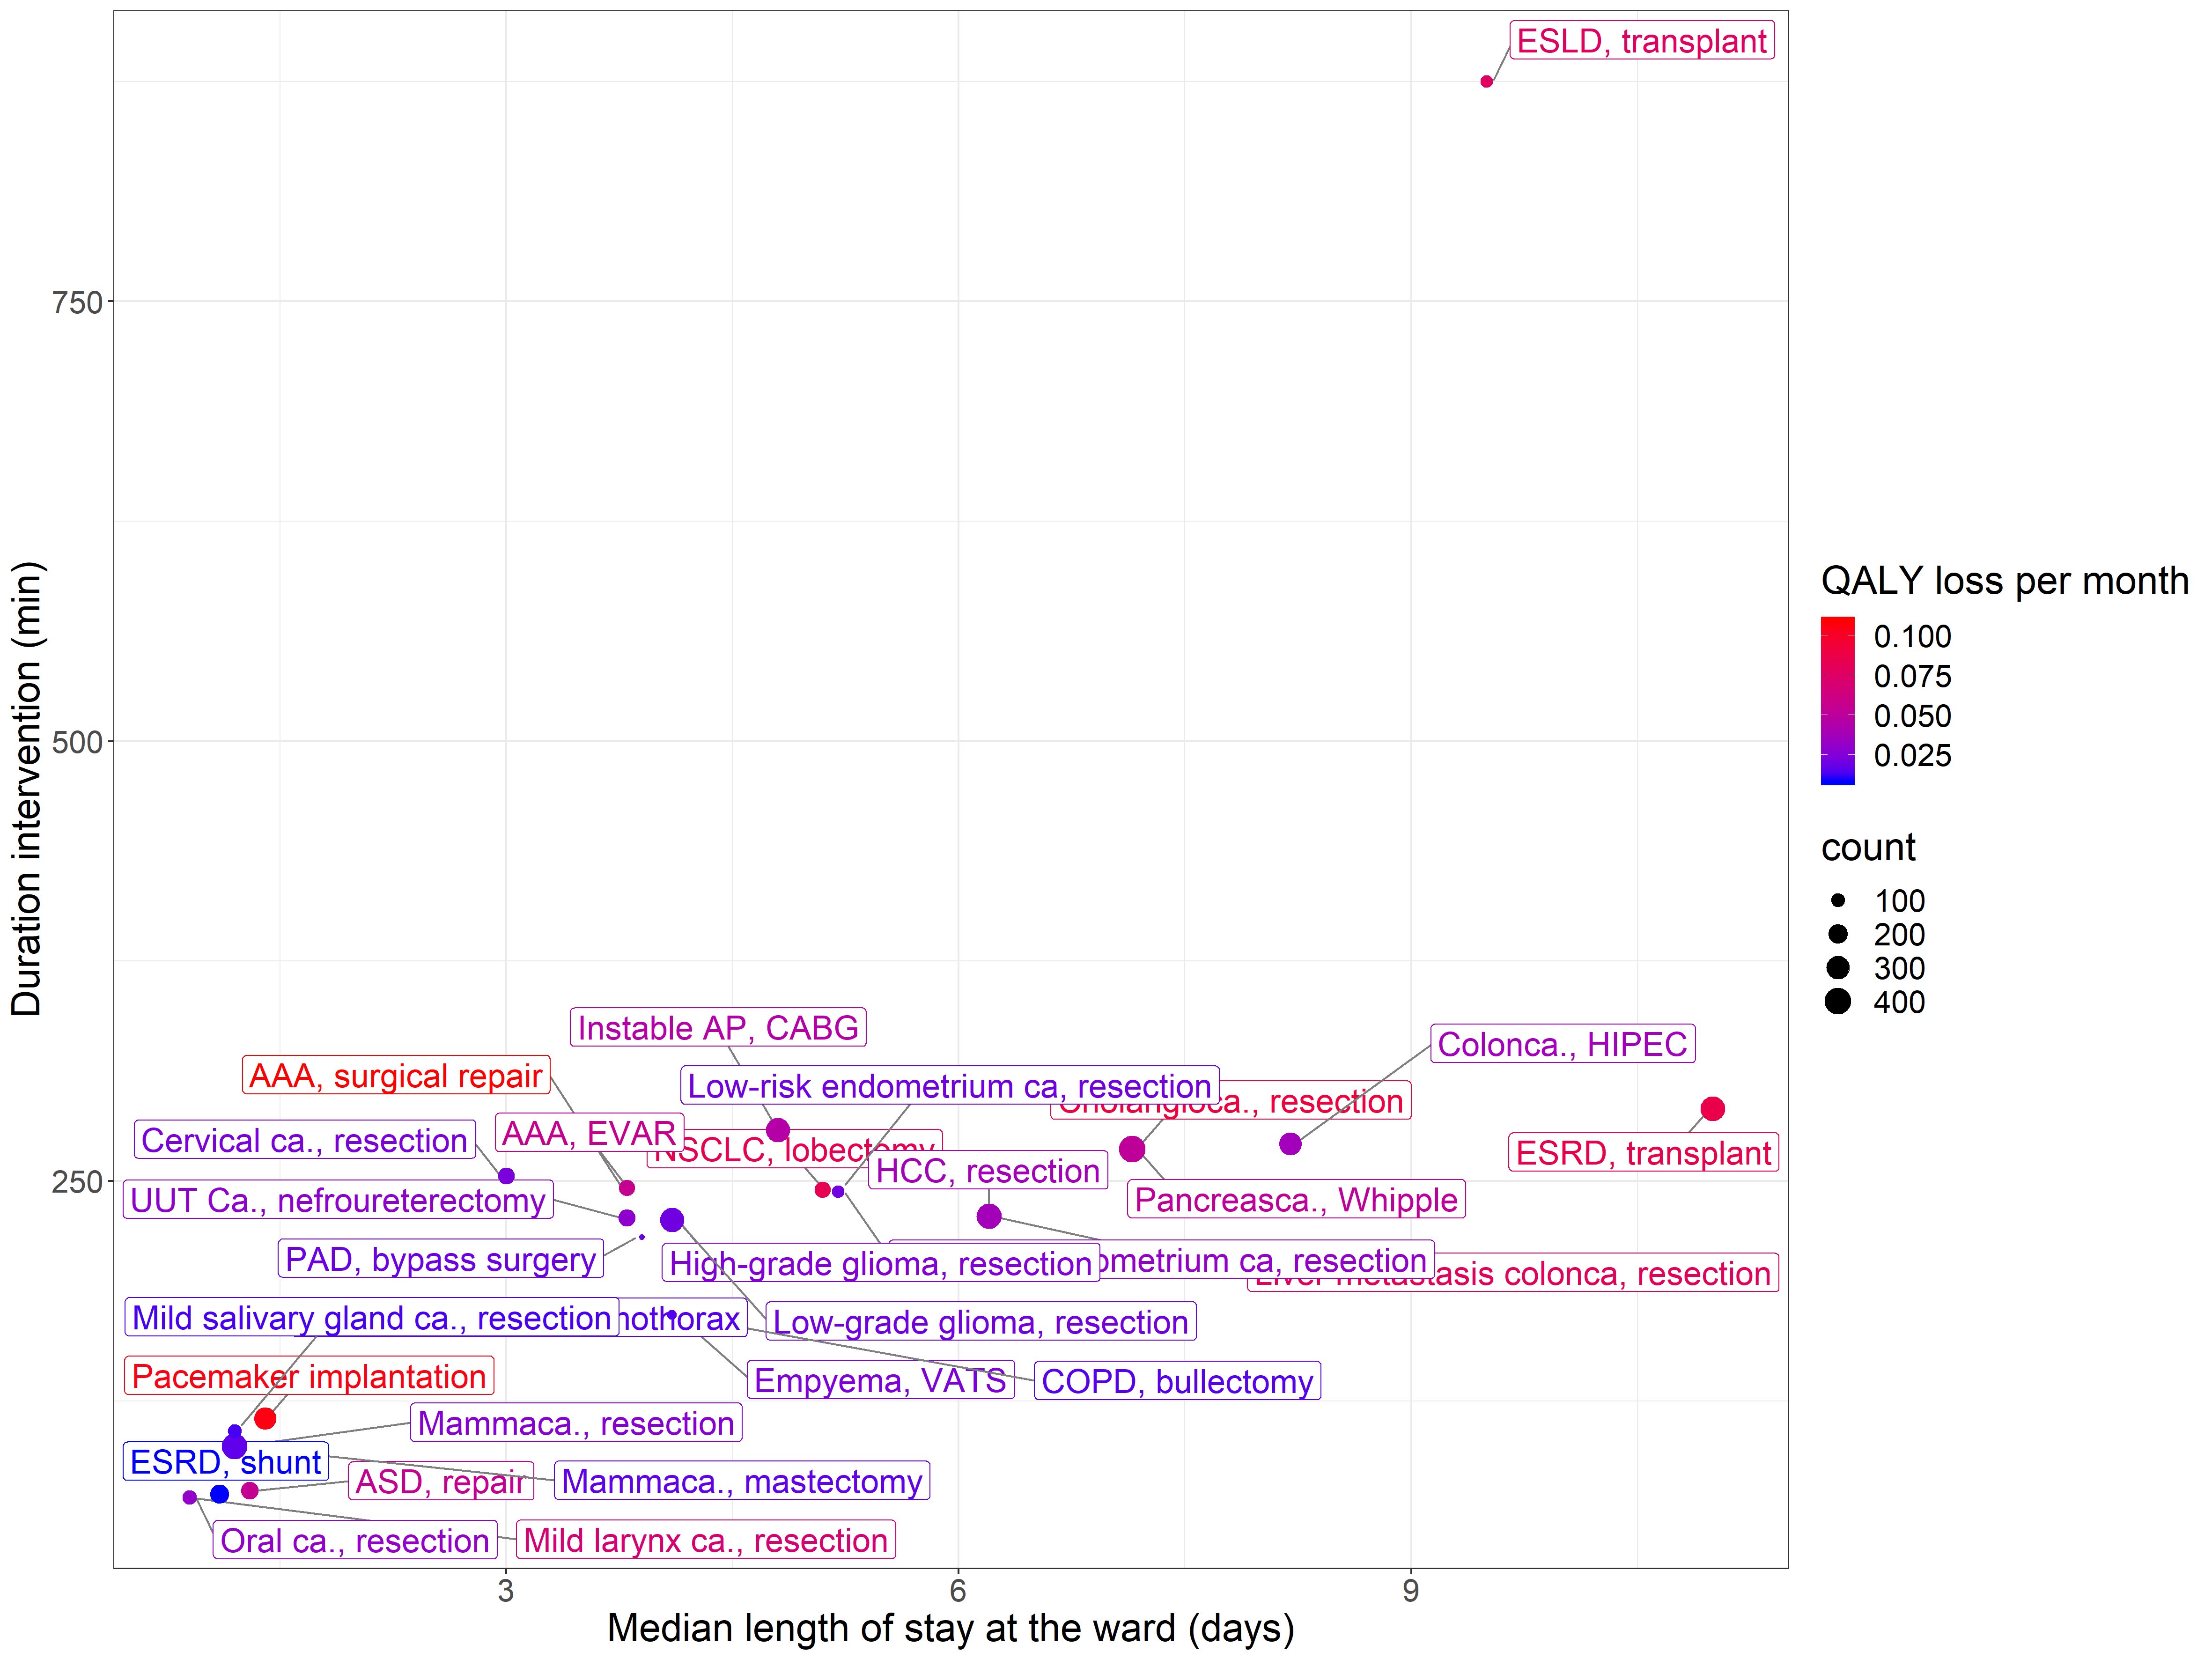 ESLD, transplant
750
500
250
Duration intervention (min)
Instable AP, CABG
Colonca., HIPEC
AAA, surgical repair
Low-risk endometrium ca, resection
resection
AAA, EVAR
Cervical ca., resection
NSCLC, lobectomy
ESRD, transplant
HCC, resection
UUT Ca., nefroureterectomy
Pancreasca., Whipple
PAD, bypass surgery
High-grade glioma, resection
ca, resection
Liver metastasis colonca, resection
Mild salivary gland ca., resection
Low-grade glioma, resection
Pacemaker implantation
Empyema, VATS
COPD, bullectomy
Mammaca., resection
ESRD, shunt
ASD, repair
Mammaca., mastectomy
Oral ca., resection
Mild larynx ca., resection
3
6
9
Median length of stay at the ward (days)
QALY loss per month
0.100
0.075
0.050
0.025
count
100
200
300
400